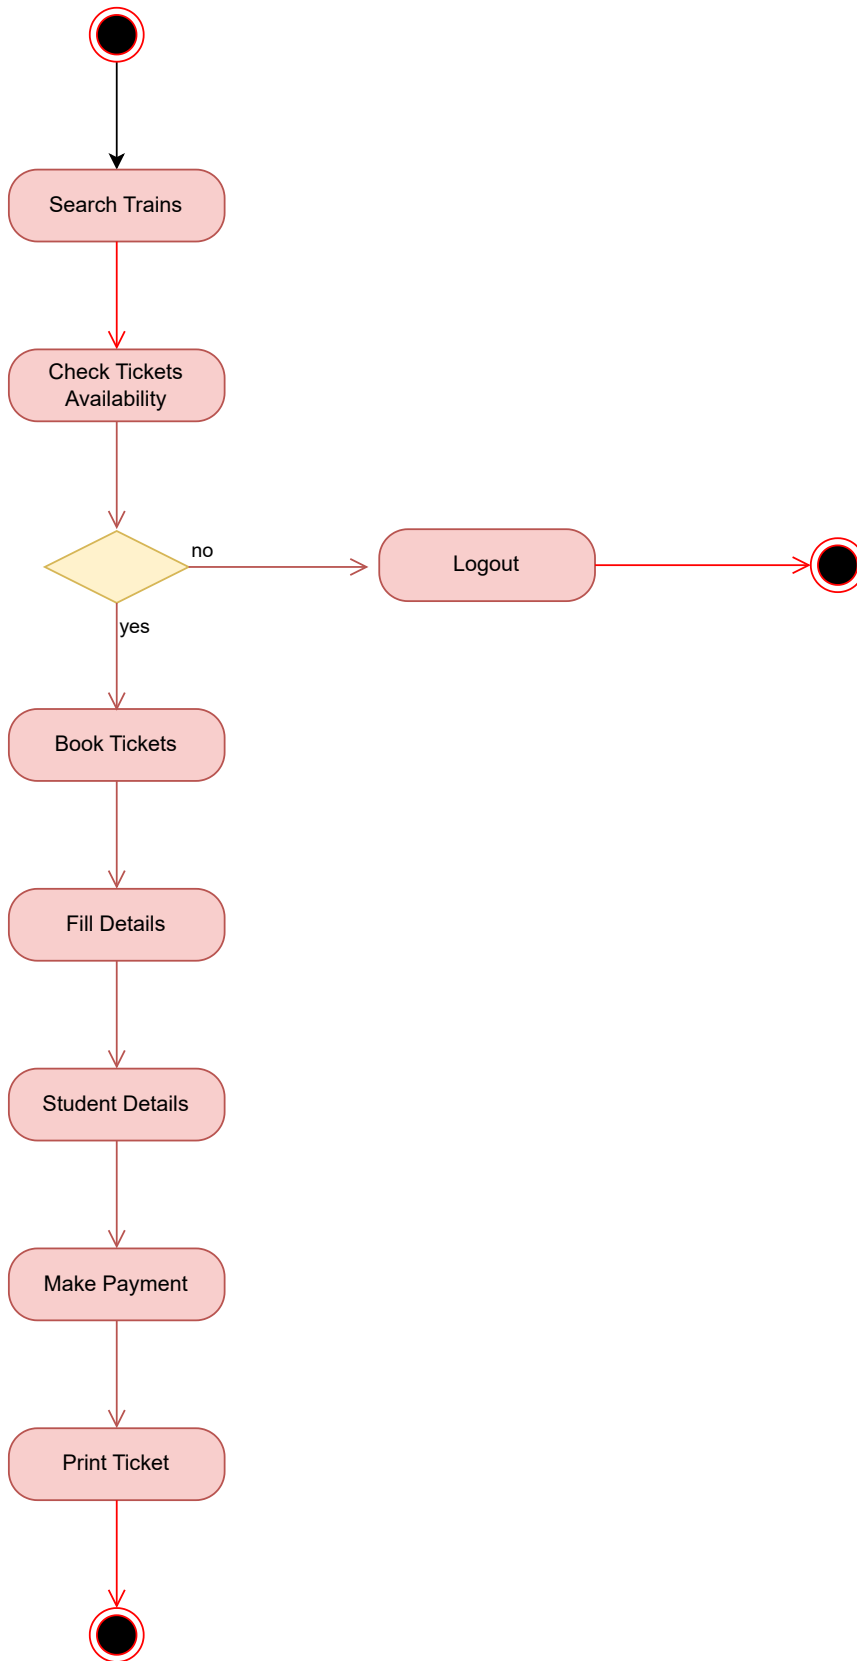 Search Trains
Check Tickets
Availability
no
Logout
yes
Book Tickets
Fill Details
Student Details
Make Payment
Print Ticket